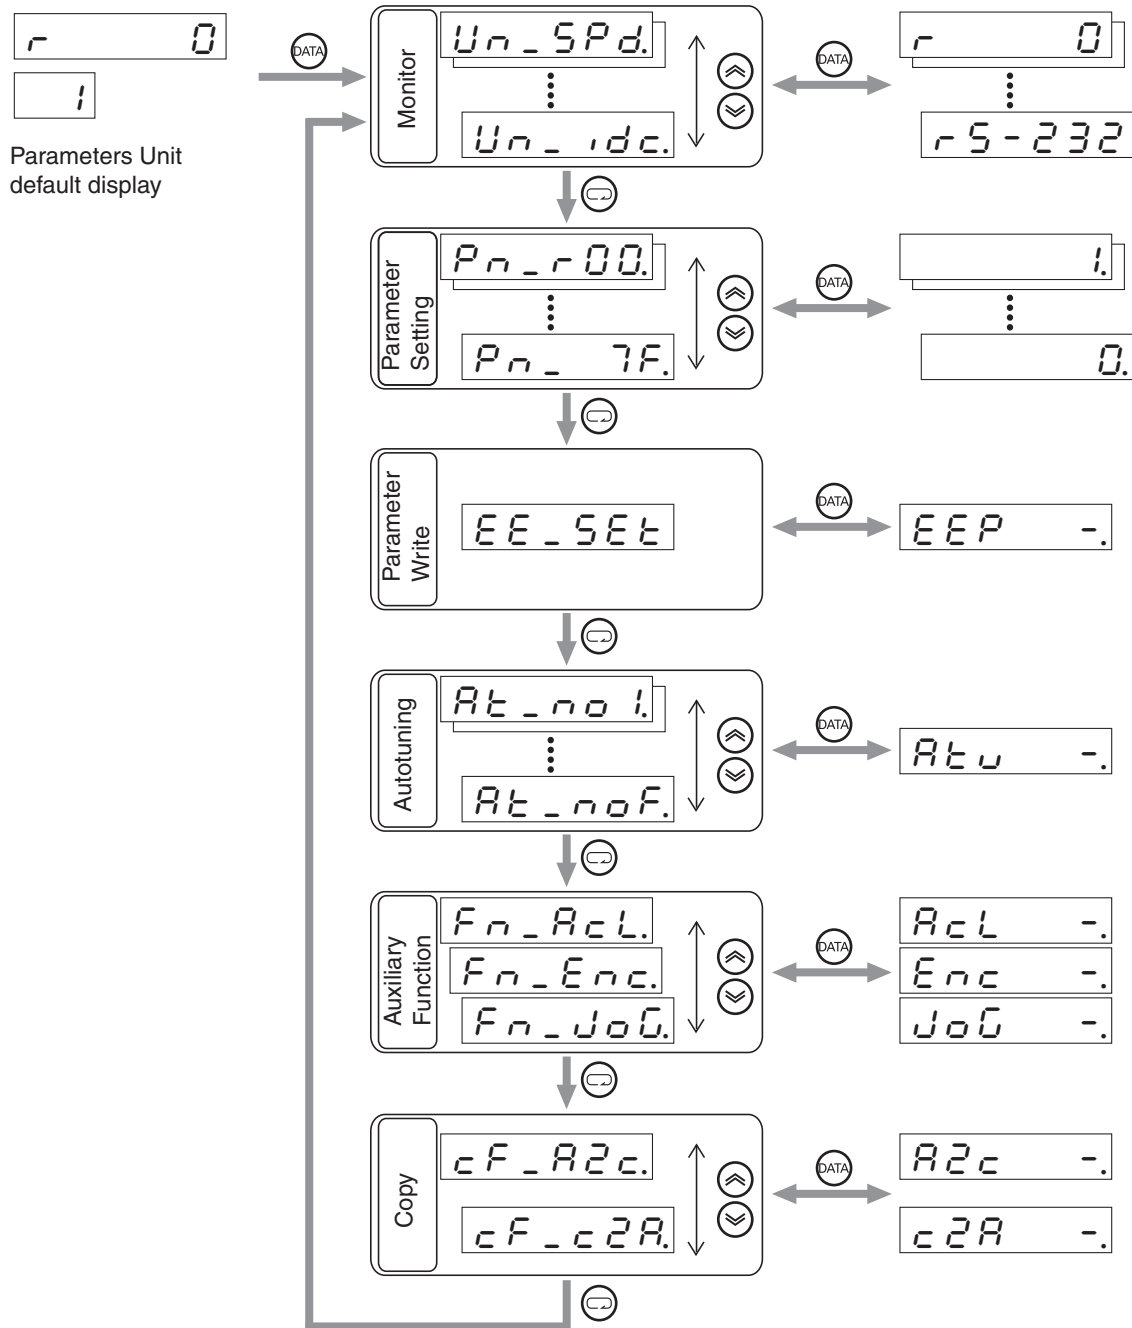 r 0
1
Parameters Unit
default display
DATA
Monitor
Un_SPd.
Un_ idc.
DATA
r 0
rS-232
Parameter
Setting
Pn_r00.
Pn_ 7F.
DATA
1.
0.
Parameter
Write
EE_SEt
DATA
EEP -.
Autotuning
At_no1.
At_noF.
DATA
Atu -.
Auxiliary
Function
Fn_AcL.
Fn_Enc.
Fn_JoG.
DATA
AcL -.
Enc -.
JoG -.
Copy
cF_A2c.
cF_c2A.
DATA
A2c -.
c2A -.